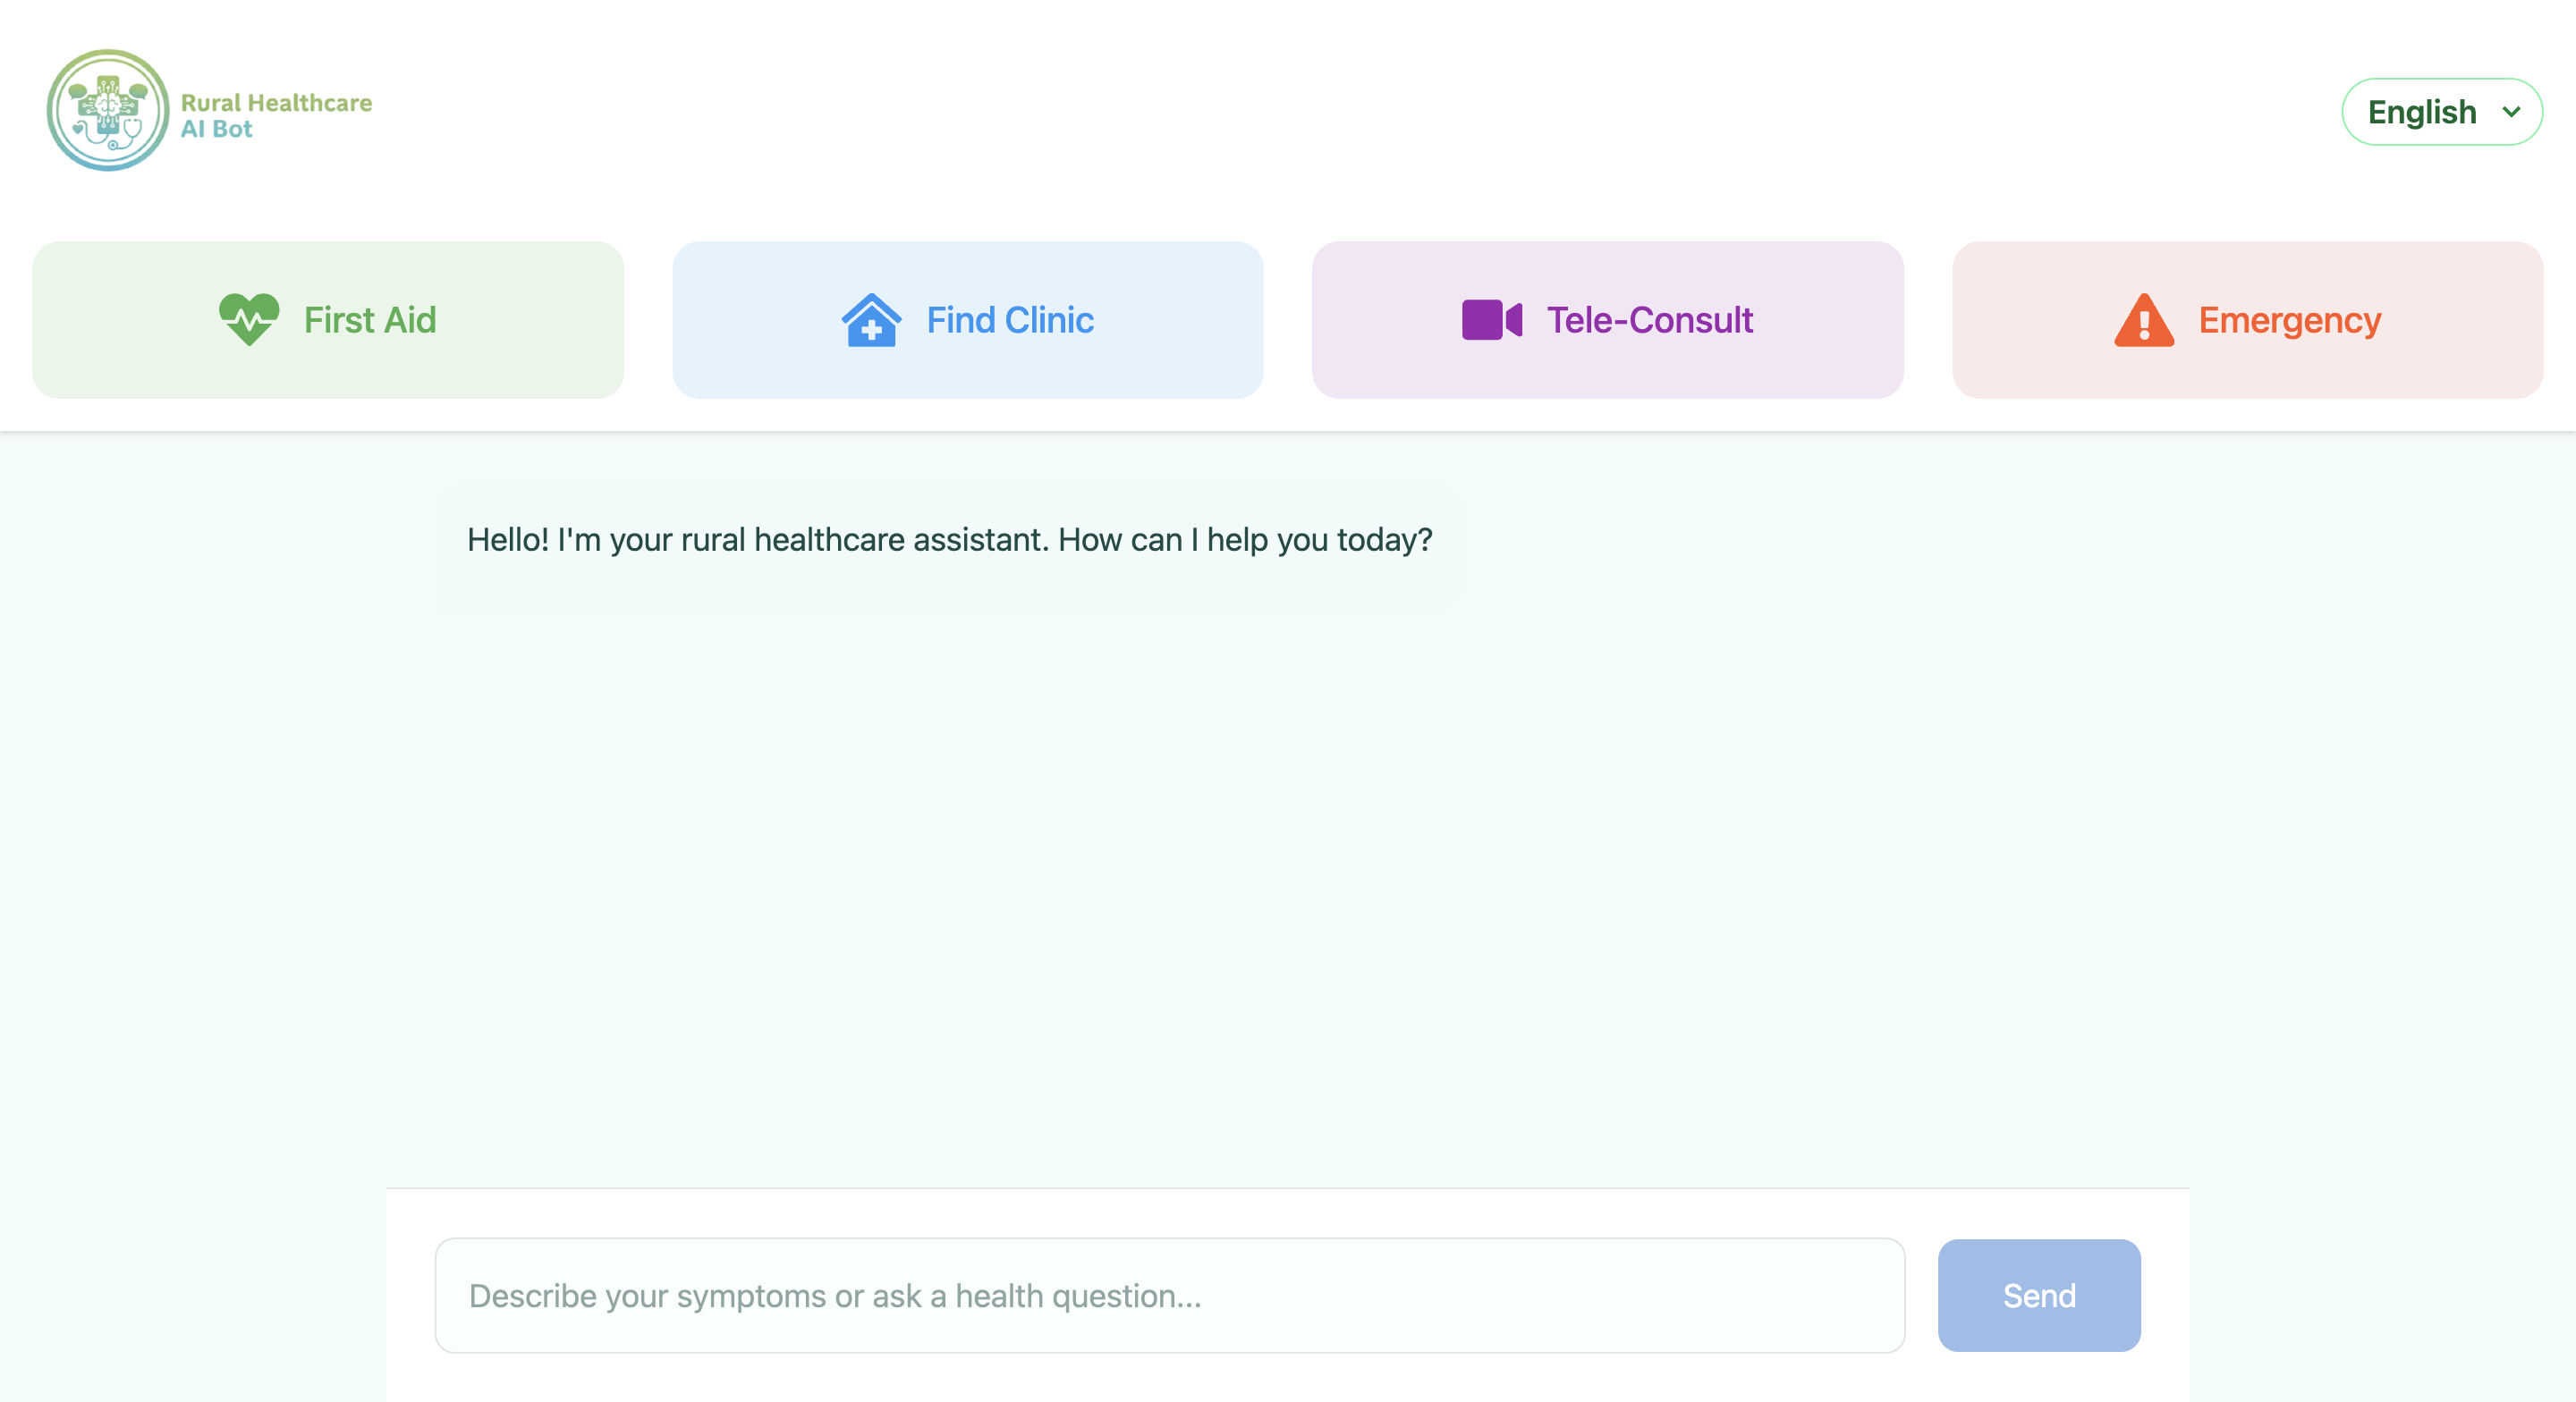 Rural Healthcare
AI Bot
English
First Aid
Find Clinic
Tele-Consult
Emergency
Hello! I'm your rural healthcare assistant. How can I help you today?
Describe your symptoms or ask a health question...
Send